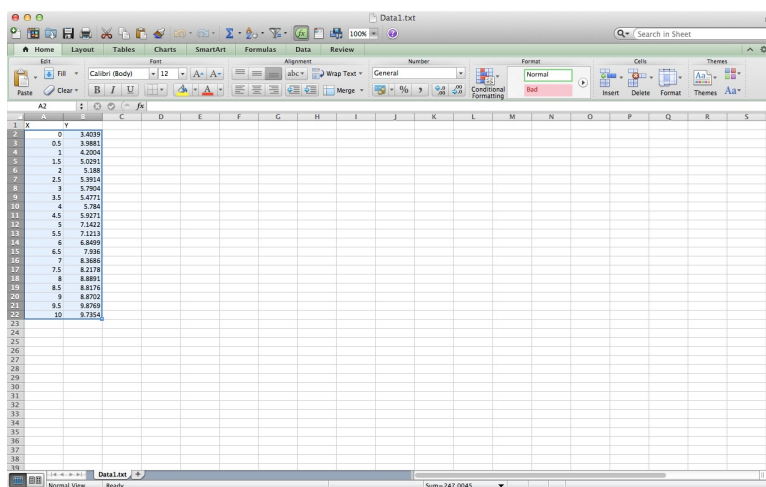 Data1.txt
100%
Search in Sheet
Home Layout Tables Charts SmartArt Formulas Data Review
Edit Font Alignment Number Format Cells Themes
Fill Calibri (Body) 12 A A abc Wrap Text General Normal
Paste Clear B I U A Merge % Conditional Formatting Bad Insert Delete Format Themes Aa
A2 fx
A B C D E F G H I J K L M N O P Q R S
1 X Y
2 0 3.4039
3 0.5 3.9881
4 1 4.2004
5 1.5 5.0291
6 2 5.188
7 2.5 5.3914
8 3 5.7904
9 3.5 5.4771
10 4 5.784
11 4.5 5.9271
12 5 7.1422
13 5.5 7.1213
14 6 6.8499
15 6.5 7.936
16 7 8.3686
17 7.5 8.2178
18 8 8.8891
19 8.5 8.8176
20 9 8.8702
21 9.5 9.8769
22 10 9.7354
23
24
25
26
27
28
29
30
31
32
33
34
35
36
37
38
39
Data1.txt
Normal View Ready Sum=247.0045